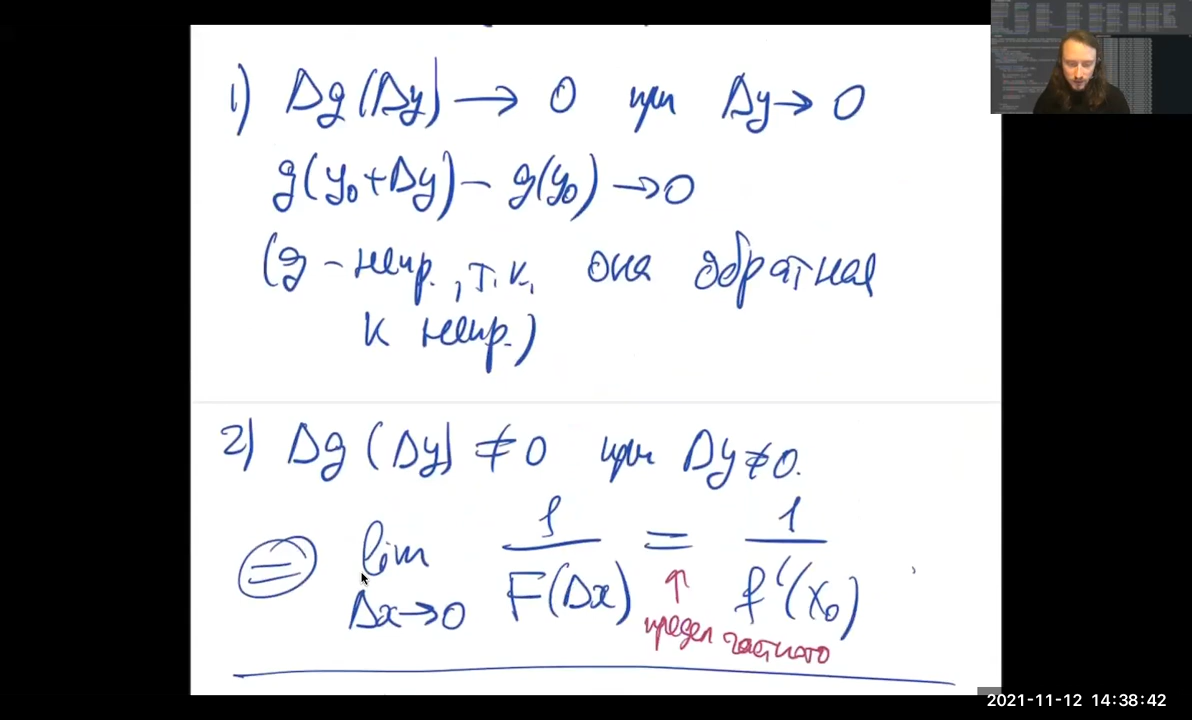 1) Δg(Δy) → 0 при Δy → 0
g(y₀+Δy) − g(y₀) → 0
(g − непр., т.к. она обратная
к непр.)
2) Δg(Δy) ≠ 0 при Δy ≠ 0.
= lim Δx→0 1/F(Δx) = 1/f'(x₀)
↑
предел частного
2021-11-12 14:38:42